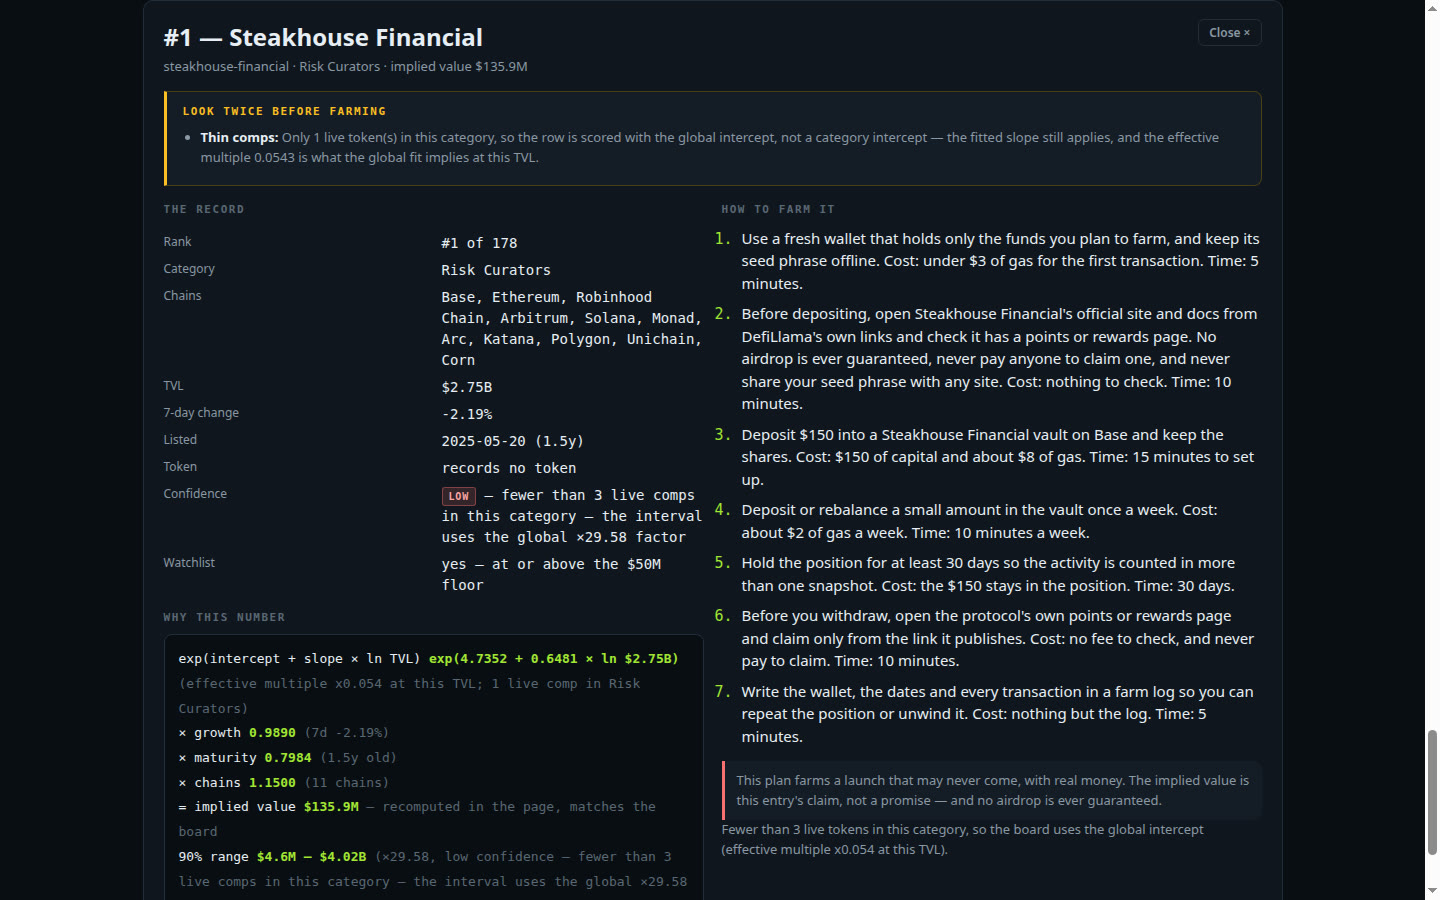 #1 — Steakhouse Financial
Close ×
steakhouse-financial · Risk Curators · implied value $135.9M
LOOK TWICE BEFORE FARMING
Thin comps: Only 1 live token(s) in this category, so the row is scored with the global intercept, not a category intercept — the fitted slope still applies, and the effective
multiple 0.0543 is what the global fit implies at this TVL.
THE RECORD
Rank
#1 of 178
Category
Risk Curators
Chains
Base, Ethereum, Robinhood
Chain, Arbitrum, Solana, Monad,
Arc, Katana, Polygon, Unichain,
Corn
TVL
$2.75B
7-day change
-2.19%
Listed
2025-05-20 (1.5y)
Token
records no token
Confidence
LOW — fewer than 3 live comps
in this category — the interval
uses the global ×29.58 factor
Watchlist
yes — at or above the $50M
floor
WHY THIS NUMBER
exp(intercept + slope × ln TVL) exp(4.7352 + 0.6481 × ln $2.75B)
(effective multiple x0.054 at this TVL; 1 live comp in Risk
Curators)
× growth 0.9890 (7d -2.19%)
× maturity 0.7984 (1.5y old)
× chains 1.1500 (11 chains)
= implied value $135.9M — recomputed in the page, matches the
board
90% range $4.6M — $4.02B (×29.58, low confidence — fewer than 3
live comps in this category — the interval uses the global ×29.58
HOW TO FARM IT
1. Use a fresh wallet that holds only the funds you plan to farm, and keep its
seed phrase offline. Cost: under $3 of gas for the first transaction. Time: 5
minutes.
2. Before depositing, open Steakhouse Financial's official site and docs from
DefiLlama's own links and check it has a points or rewards page. No
airdrop is ever guaranteed, never pay anyone to claim one, and never
share your seed phrase with any site. Cost: nothing to check. Time: 10
minutes.
3. Deposit $150 into a Steakhouse Financial vault on Base and keep the
shares. Cost: $150 of capital and about $8 of gas. Time: 15 minutes to set
up.
4. Deposit or rebalance a small amount in the vault once a week. Cost:
about $2 of gas a week. Time: 10 minutes a week.
5. Hold the position for at least 30 days so the activity is counted in more
than one snapshot. Cost: the $150 stays in the position. Time: 30 days.
6. Before you withdraw, open the protocol's own points or rewards page
and claim only from the link it publishes. Cost: no fee to check, and never
pay to claim. Time: 10 minutes.
7. Write the wallet, the dates and every transaction in a farm log so you can
repeat the position or unwind it. Cost: nothing but the log. Time: 5
minutes.
This plan farms a launch that may never come, with real money. The implied value is
this entry's claim, not a promise — and no airdrop is ever guaranteed.
Fewer than 3 live tokens in this category, so the board uses the global intercept
(effective multiple x0.054 at this TVL).